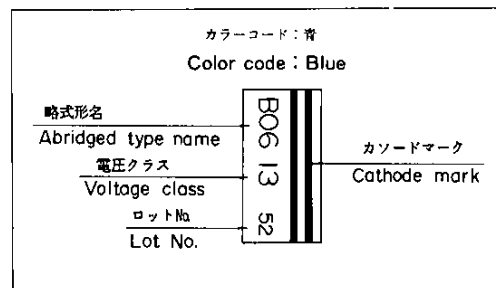 カラーコード：青
Color code : Blue
略式形名
Abridged type name
電圧クラス
Voltage class
ロットNo.
Lot No.
B06 13 52
カソードマーク
Cathode mark